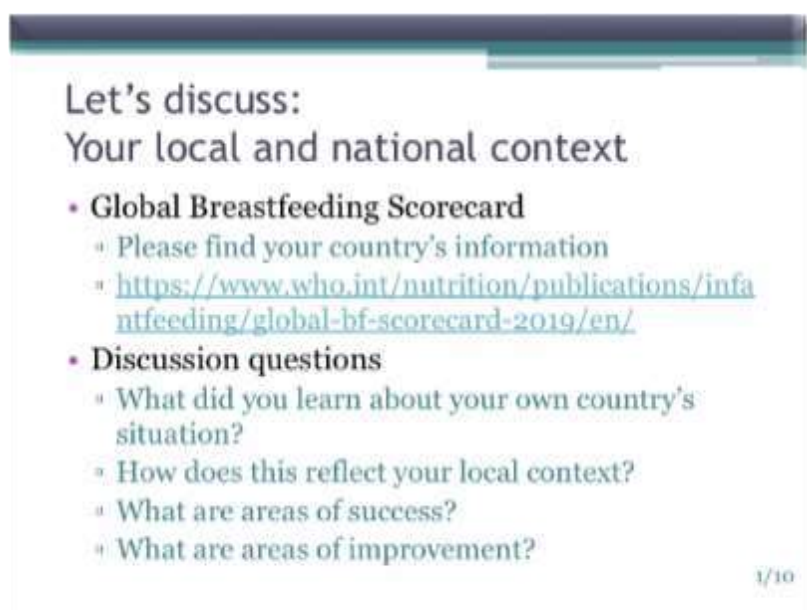 Let's discuss:
Your local and national context
• Global Breastfeeding Scorecard
▫ Please find your country's information
▫ https://www.who.int/nutrition/publications/infa
ntfeeding/global-bf-scorecard-2019/en/
• Discussion questions
▫ What did you learn about your own country's
situation?
▫ How does this reflect your local context?
▫ What are areas of success?
▫ What are areas of improvement?
1/10